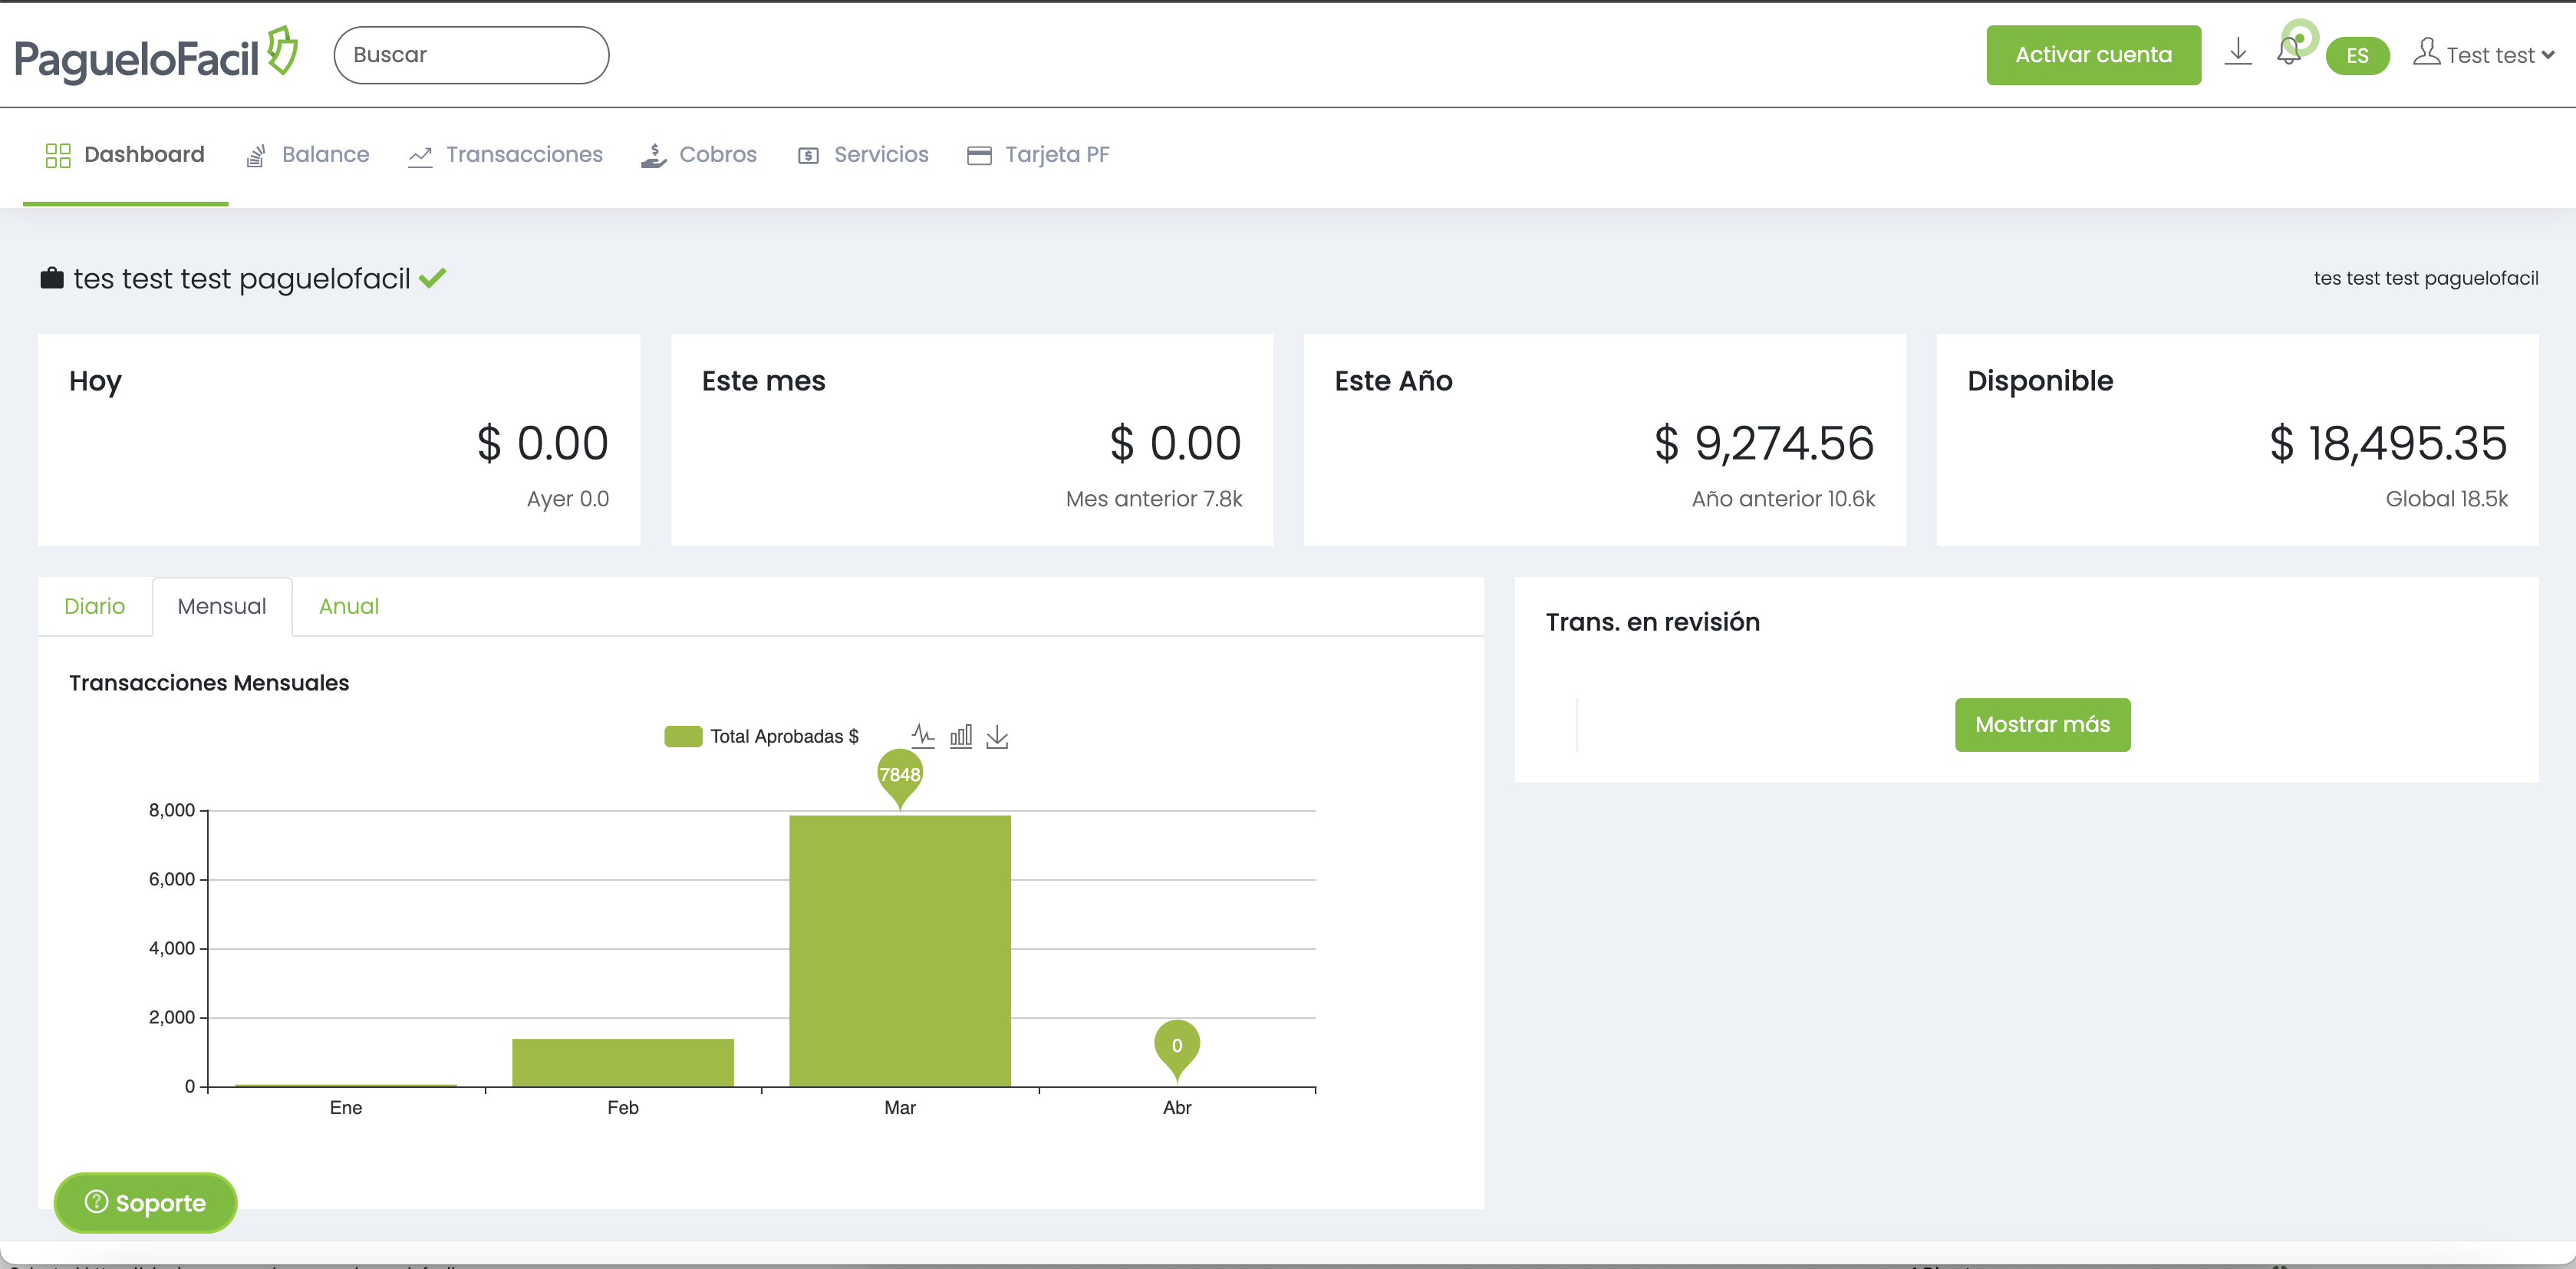 PagueloFacil
Buscar
Activar cuenta
ES
Test test
Dashboard
Balance
Transacciones
Cobros
Servicios
Tarjeta PF
tes test test paguelofacil
tes test test paguelofacil
Hoy
$ 0.00
Ayer 0.0
Este mes
$ 0.00
Mes anterior 7.8k
Este Año
$ 9,274.56
Año anterior 10.6k
Disponible
$ 18,495.35
Global 18.5k
Diario
Mensual
Anual
Transacciones Mensuales
Total Aprobadas $
7848
8,000
6,000
4,000
2,000
0
0
Ene
Feb
Mar
Abr
Trans. en revisión
Mostrar más
Soporte